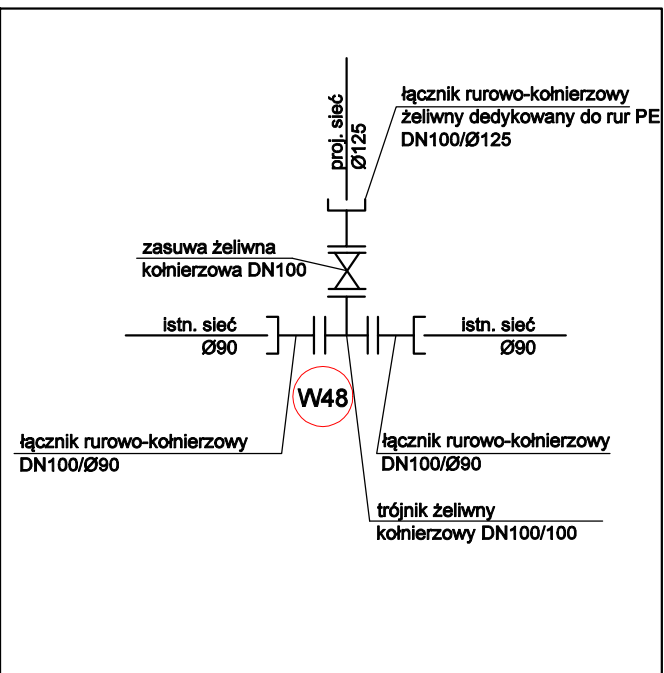 łącznik rurowo-kołnierzowy
żeliwny dedykowany do rur PE
DN100/Ø125
proj. sieć
Ø125
zasuwa żeliwna
kołnierzowa DN100
istn. sieć
Ø90
istn. sieć
Ø90
W48
łącznik rurowo-kołnierzowy
DN100/Ø90
łącznik rurowo-kołnierzowy
DN100/Ø90
trójnik żeliwny
kołnierzowy DN100/100